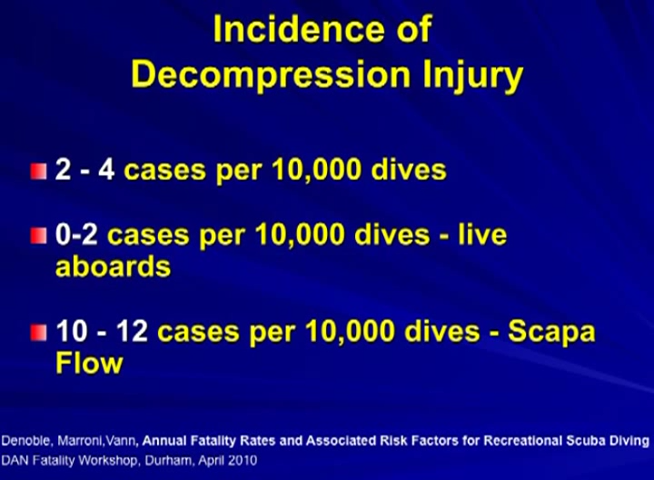 Incidence of
Decompression Injury
2 - 4 cases per 10,000 dives
0-2 cases per 10,000 dives - live
aboards
10 - 12 cases per 10,000 dives - Scapa
Flow
Denoble, Marroni,Vann, Annual Fatality Rates and Associated Risk Factors for Recreational Scuba Diving
DAN Fatality Workshop, Durham, April 2010